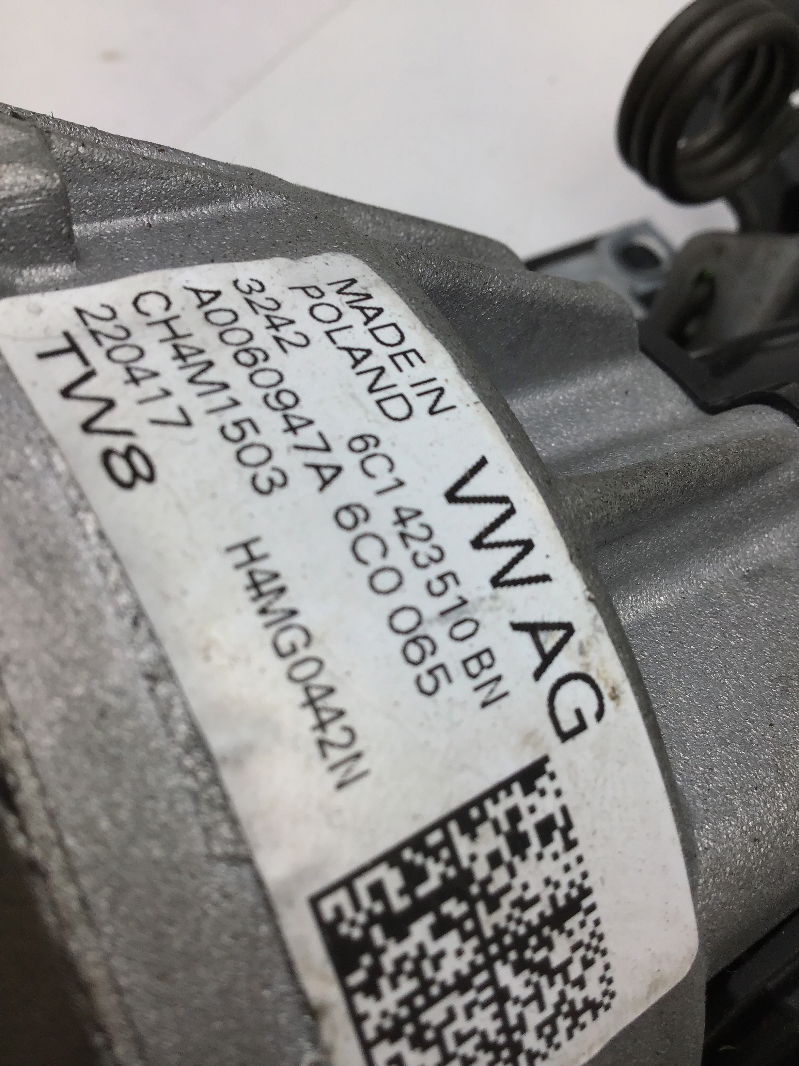 VW AG
MADE IN
POLAND
6C1 423 510 BN
3242
A0060947A 6C0 065
CH4M1503
220417
H4MG0442N
TW8